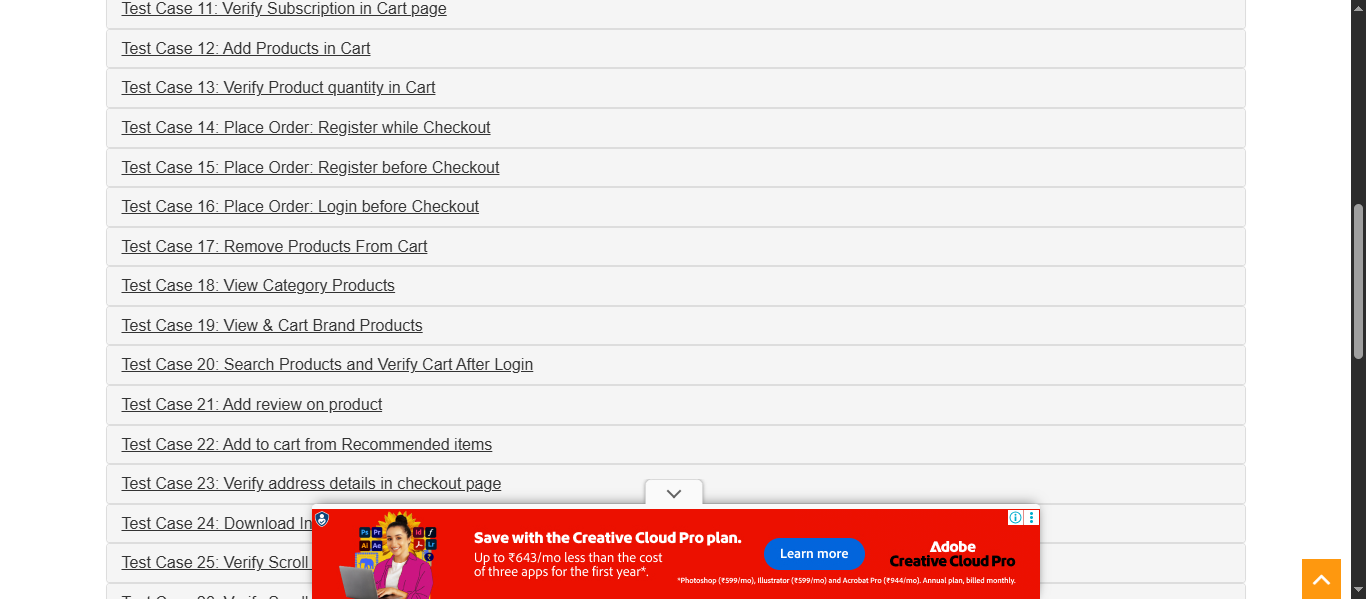 Test Case 11: Verify Subscription in Cart page
Test Case 12: Add Products in Cart
Test Case 13: Verify Product quantity in Cart
Test Case 14: Place Order: Register while Checkout
Test Case 15: Place Order: Register before Checkout
Test Case 16: Place Order: Login before Checkout
Test Case 17: Remove Products From Cart
Test Case 18: View Category Products
Test Case 19: View & Cart Brand Products
Test Case 20: Search Products and Verify Cart After Login
Test Case 21: Add review on product
Test Case 22: Add to cart from Recommended items
Test Case 23: Verify address details in checkout page
Test Case 24: Download In
Test Case 25: Verify Scroll
Ps Pr Id f
Ai Ae Lr
Save with the Creative Cloud Pro plan.
Up to ₹643/mo less than the cost
of three apps for the first year*.
Learn more
Adobe
Creative Cloud Pro
*Photoshop (₹599/mo), Illustrator (₹599/mo) and Acrobat Pro (₹944/mo). Annual plan, billed monthly.